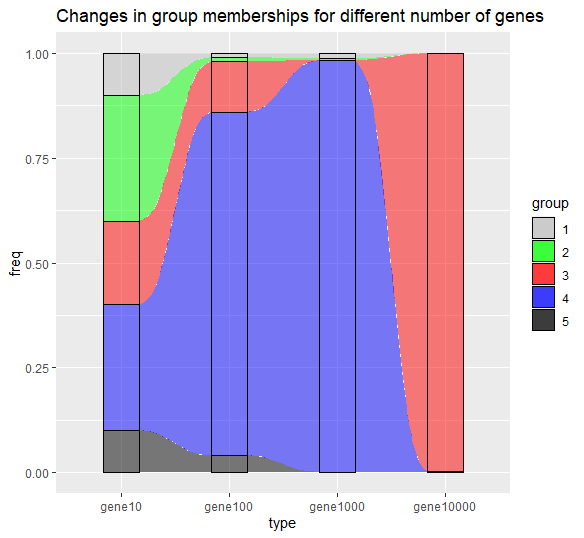 Changes in group memberships for different number of genes
1.00
0.75
0.50
0.25
0.00
freq
gene10 gene100 gene1000 gene10000
type
group
1
2
3
4
5